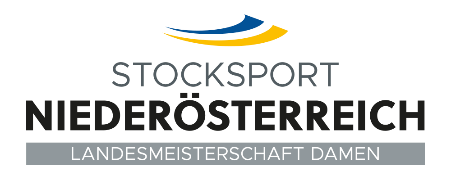 STOCKSPORT
NIEDERÖSTERREICH
LANDESMEISTERSCHAFT DAMEN